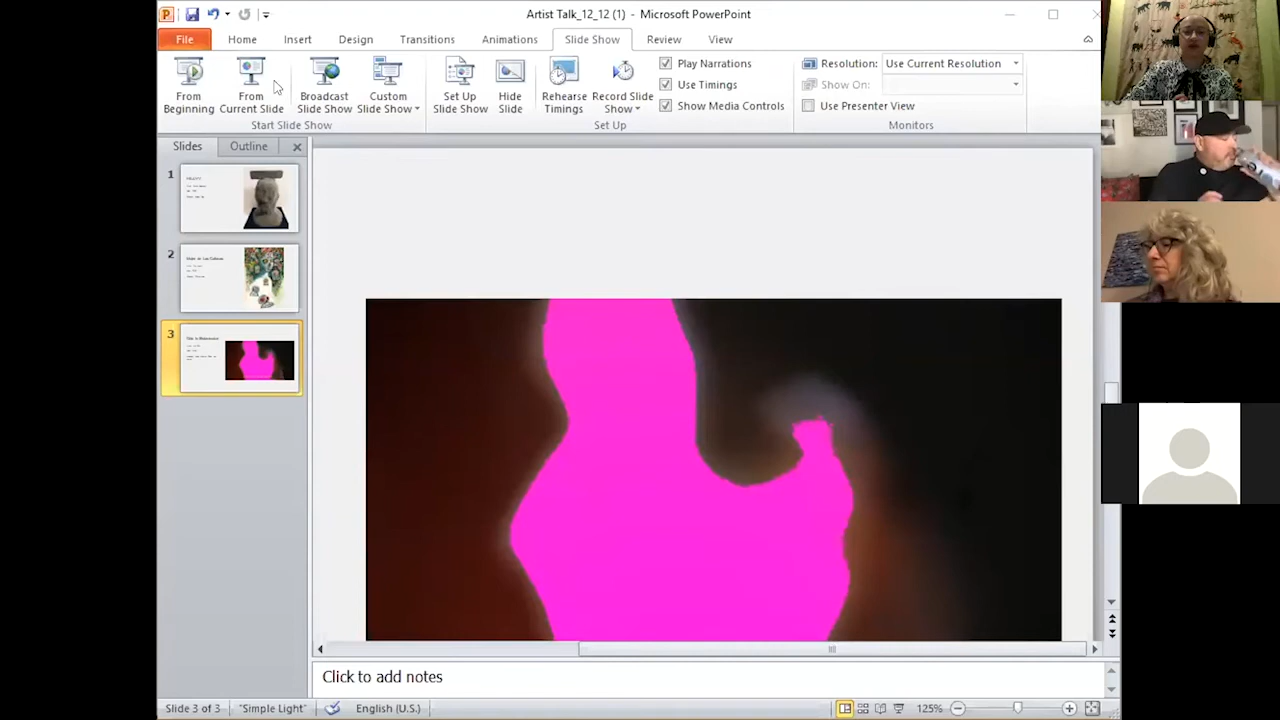 Artist Talk_12_12 (1) - Microsoft PowerPoint
File Home Insert Design Transitions Animations Slide Show Review View
From Beginning
From Current Slide
Broadcast Slide Show
Custom Slide Show
Start Slide Show
Set Up Slide Show
Hide Slide
Rehearse Timings
Record Slide Show
Play Narrations
Use Timings
Show Media Controls
Set Up
Resolution: Use Current Resolution
Show On:
Use Presenter View
Monitors
Slides Outline
1
2
3
Click to add notes
Slide 3 of 3 "Simple Light" English (U.S.) 125%